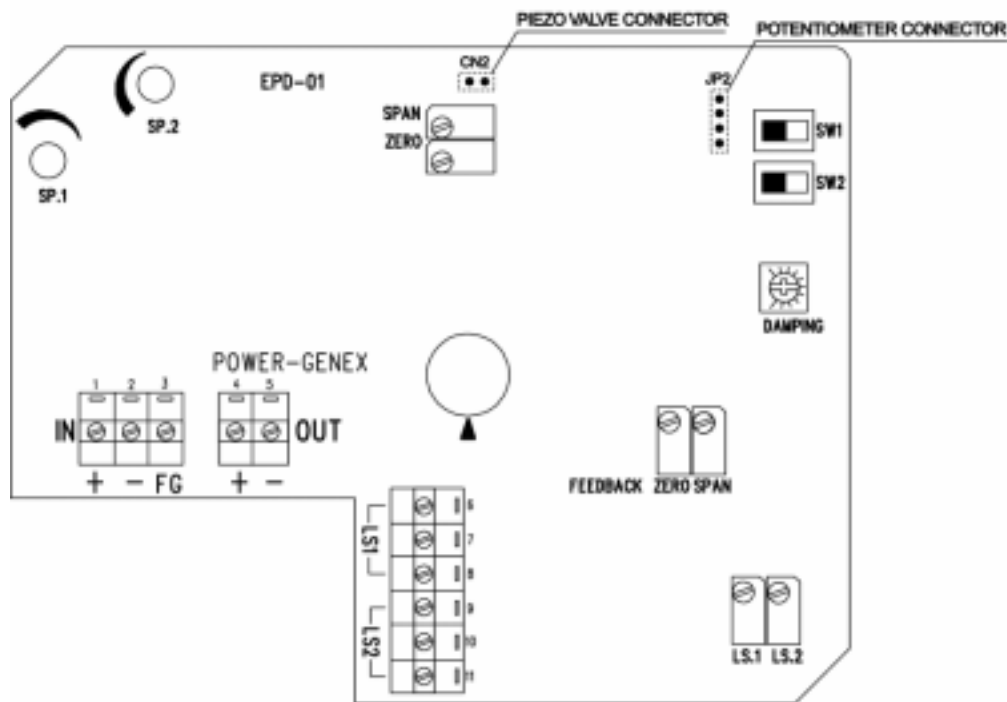 PIEZO VALVE CONNECTOR
POTENTIOMETER CONNECTOR
CN2
EPD-01
JP2
SPAN
ZERO
SP.2
SW1
SP.1
SW2
DAMPING
POWER-GENEX
1 2 3 4 5
IN OUT
+ - FG + -
FEEDBACK ZERO SPAN
6
LS1
7
8
9
LS2
10
11
LS.1 LS.2